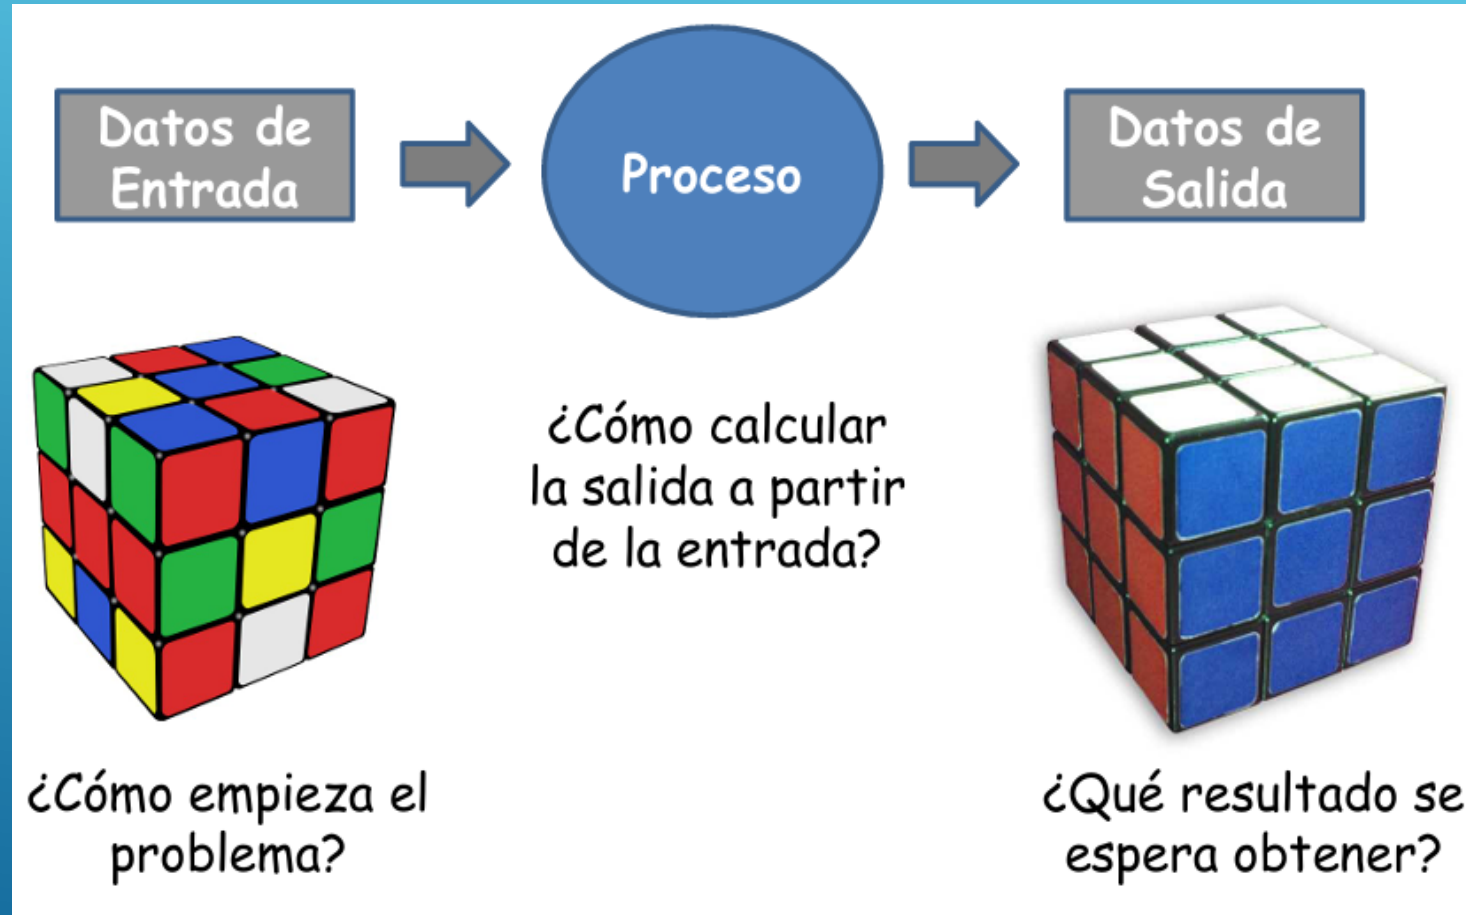 Datos de
Entrada
Proceso
Datos de
Salida
¿Cómo calcular
la salida a partir
de la entrada?
¿Cómo empieza el
problema?
¿Qué resultado se
espera obtener?